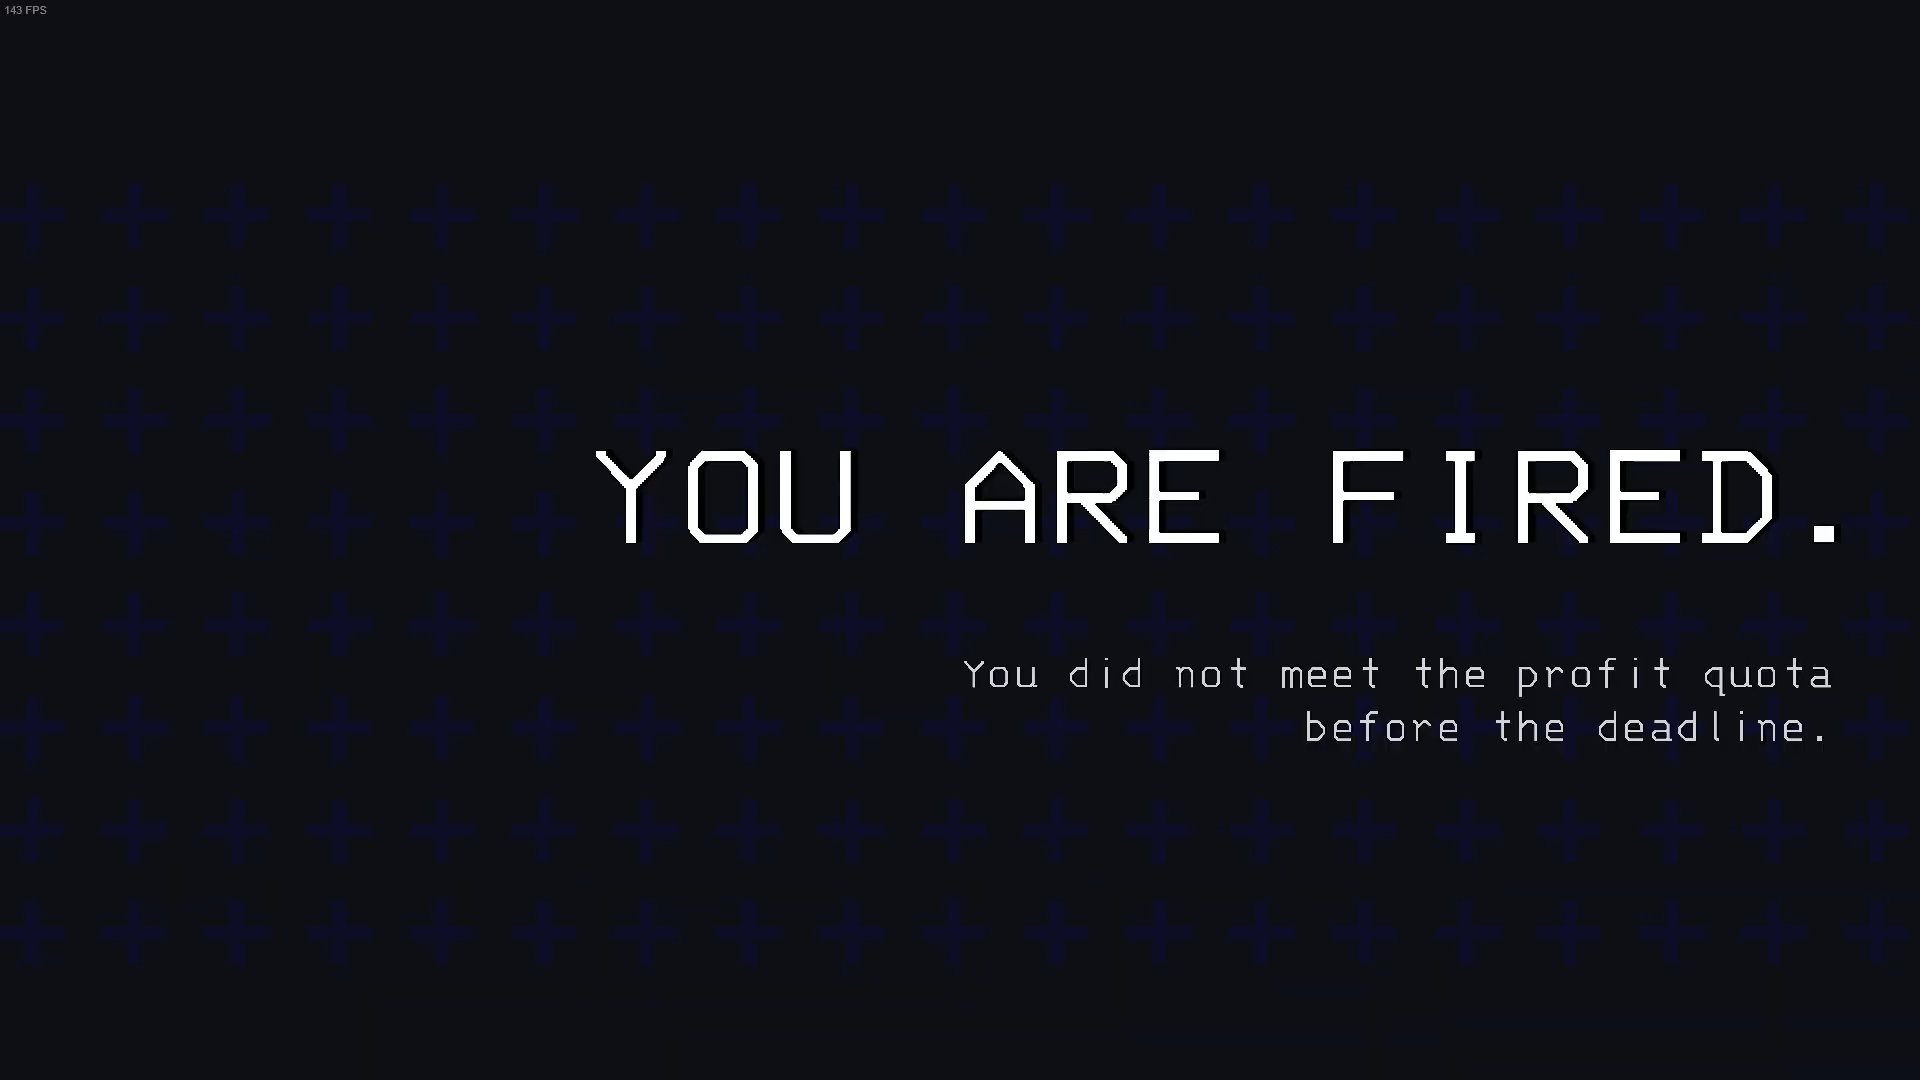 143 FPS
YOU ARE FIRED.
You did not meet the profit quota
before the deadline.